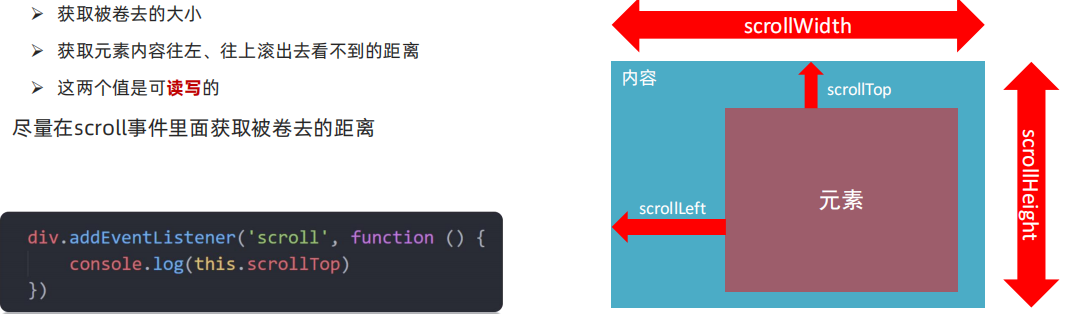 ➢ 获取被卷去的大小
➢ 获取元素内容往左、往上滚出去看不到的距离
➢ 这两个值是可读写的
尽量在scroll事件里面获取被卷去的距离
div.addEventListener('scroll', function () {
    console.log(this.scrollTop)
})
scrollWidth
内容
scrollTop
scrollLeft
元素
scrollHeight